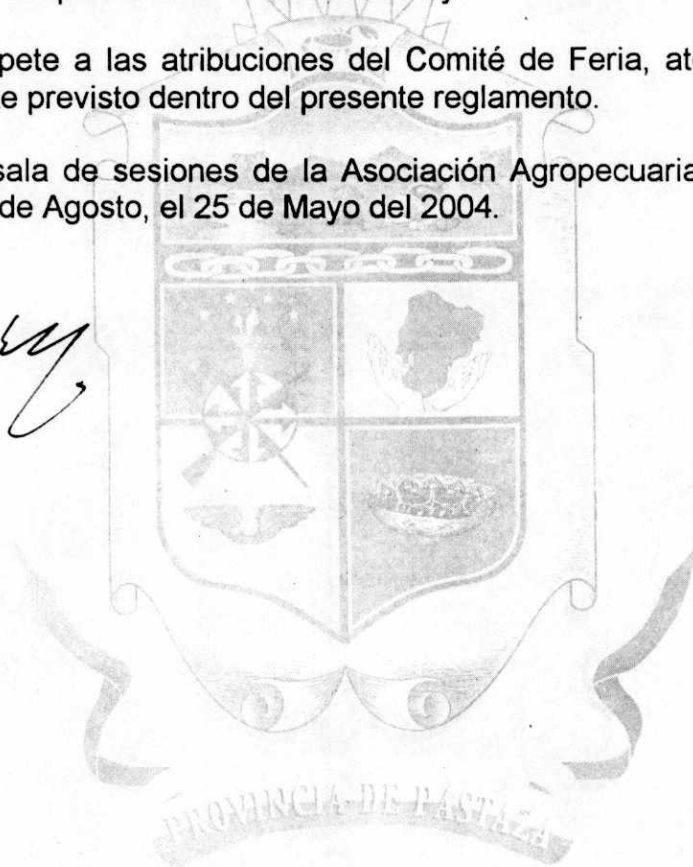 pete a las atribuciones del Comité de Feria, ate
e previsto dentro del presente reglamento.
sala de sesiones de la Asociación Agropecuaria
de Agosto, el 25 de Mayo del 2004.
PROVINCIA DE PASTAZA